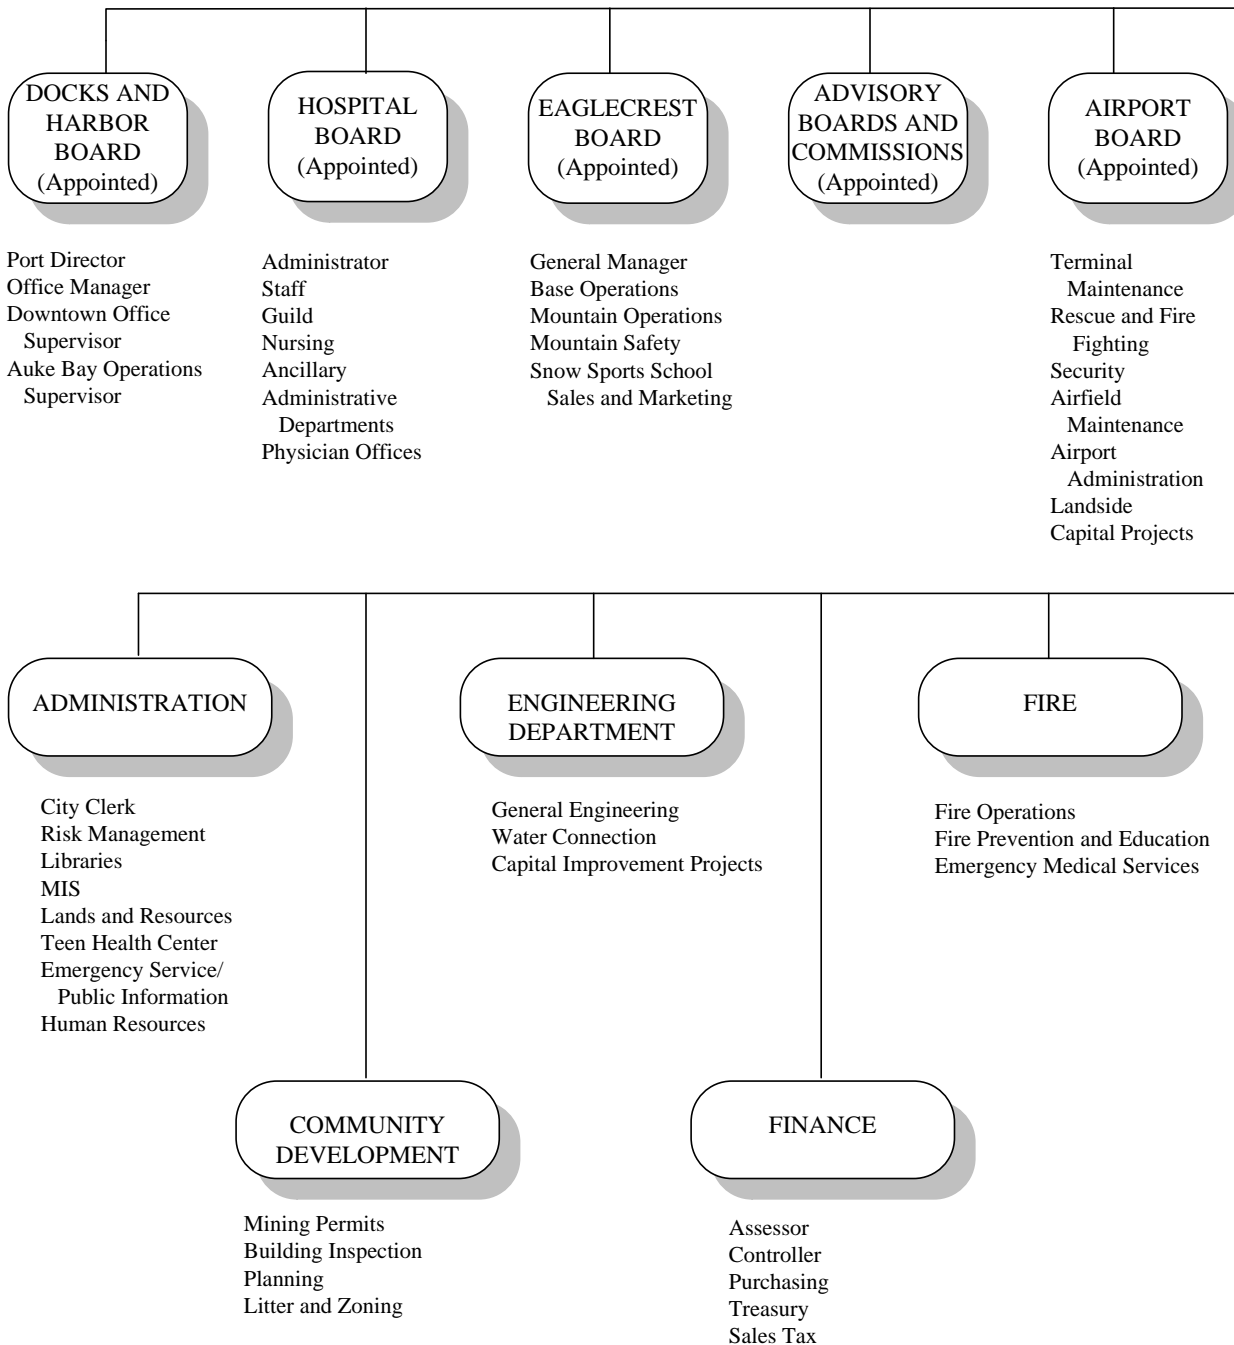 DOCKS AND
HARBOR
BOARD
(Appointed)
HOSPITAL
BOARD
(Appointed)
EAGLECREST
BOARD
(Appointed)
ADVISORY
BOARDS AND
COMMISSIONS
(Appointed)
AIRPORT
BOARD
(Appointed)
Port Director
Office Manager
Downtown Office
Supervisor
Auke Bay Operations
Supervisor
Administrator
Staff
Guild
Nursing
Ancillary
Administrative
Departments
Physician Offices
General Manager
Base Operations
Mountain Operations
Mountain Safety
Snow Sports School
Sales and Marketing
Terminal
Maintenance
Rescue and Fire
Fighting
Security
Airfield
Maintenance
Airport
Administration
Landside
Capital Projects
ADMINISTRATION
ENGINEERING
DEPARTMENT
FIRE
City Clerk
Risk Management
Libraries
MIS
Lands and Resources
Teen Health Center
Emergency Service/
Public Information
Human Resources
General Engineering
Water Connection
Capital Improvement Projects
Fire Operations
Fire Prevention and Education
Emergency Medical Services
COMMUNITY
DEVELOPMENT
FINANCE
Mining Permits
Building Inspection
Planning
Litter and Zoning
Assessor
Controller
Purchasing
Treasury
Sales Tax